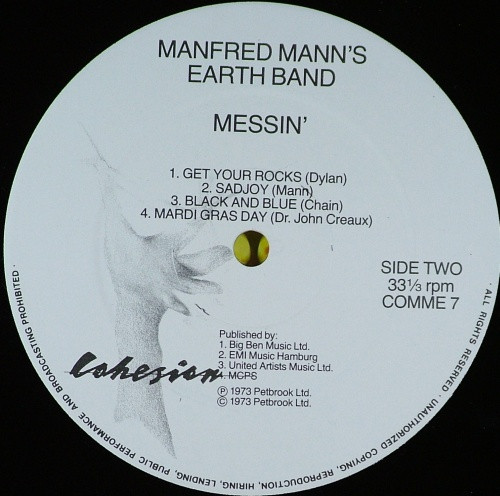 MANFRED MANN'S
EARTH BAND
MESSIN'
1. GET YOUR ROCKS (Dylan)
2. SADJOY (Mann)
3. BLACK AND BLUE (Chain)
4. MARDI GRAS DAY (Dr. John Creaux)
SIDE TWO
33⅓ rpm
COMME 7
Published by:
1. Big Ben Music Ltd.
2. EMI Music Hamburg
3. United Artists Music Ltd.
4. MCPS
Cohesion
Ⓟ 1973 Petbrook Ltd.
© 1973 Petbrook Ltd.
· ALL RIGHTS RESERVED · UNAUTHORIZED COPYING, REPRODUCTION, HIRING, LENDING, PUBLIC PERFORMANCE AND BROADCASTING PROHIBITED ·